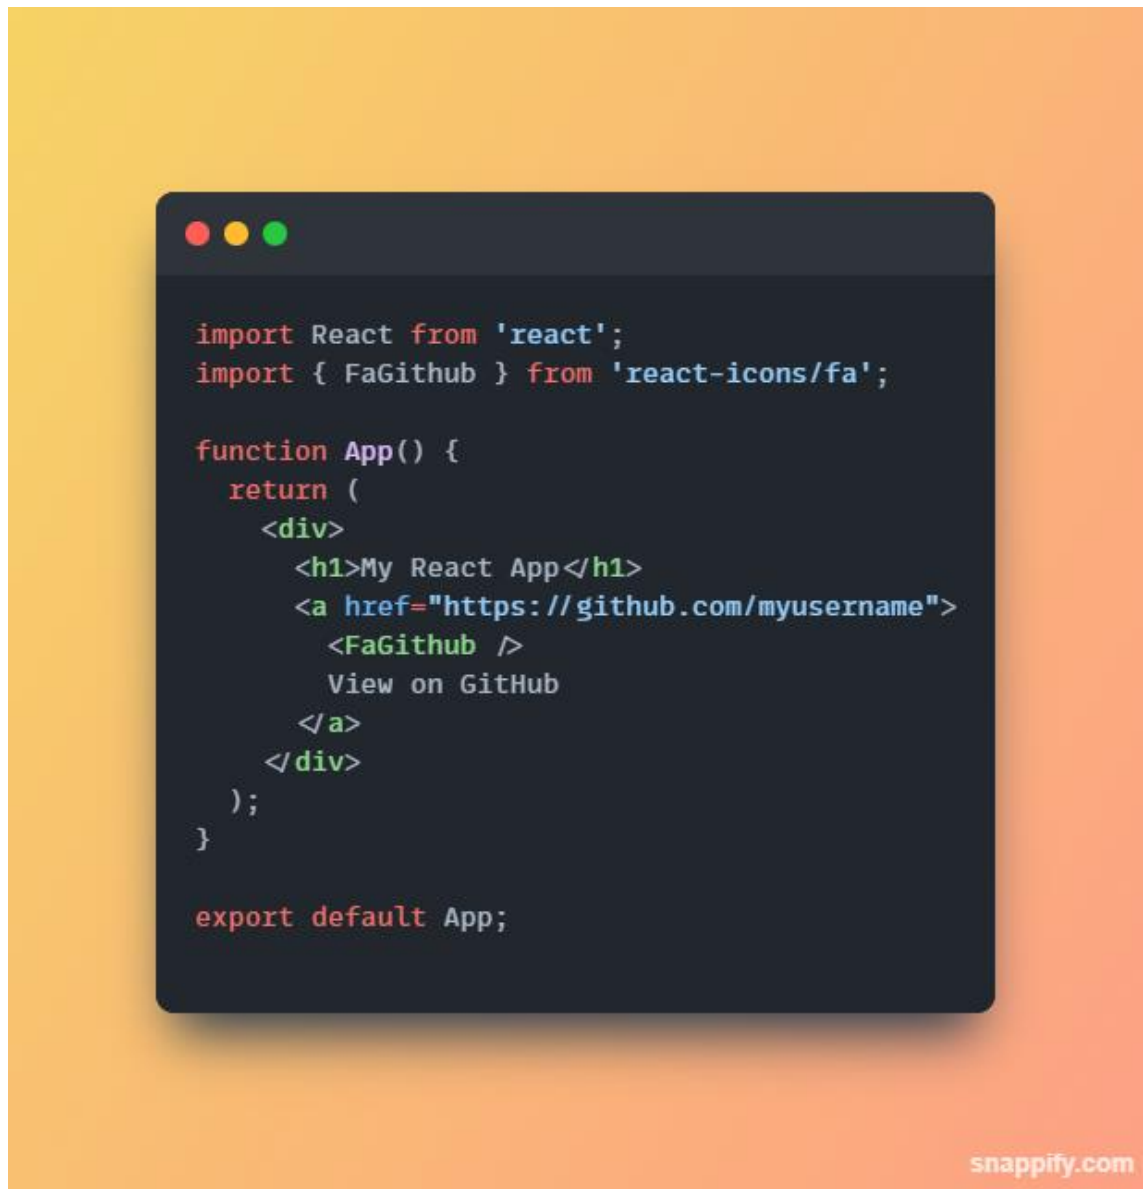 import React from 'react';
import { FaGithub } from 'react-icons/fa';
function App() {
return (
<div>
<h1>My React App</h1>
<a href="https://github.com/myusername">
<FaGithub />
View on GitHub
</a>
</div>
);
}
export default App;
snappify.com